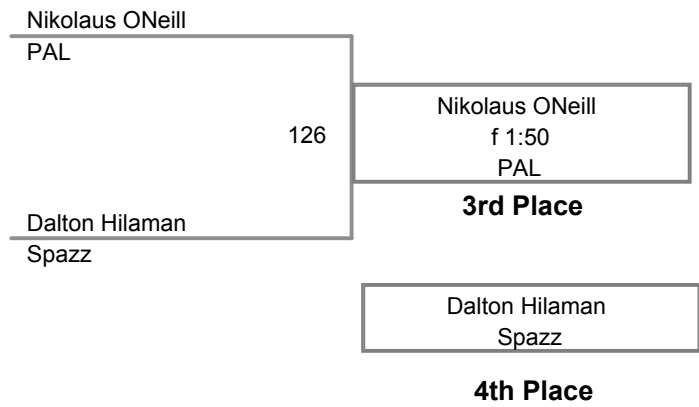 Nikolaus ONeill
PAL
126
Nikolaus ONeill
f 1:50
PAL
3rd Place
Dalton Hilaman
Spazz
Dalton Hilaman
Spazz
4th Place